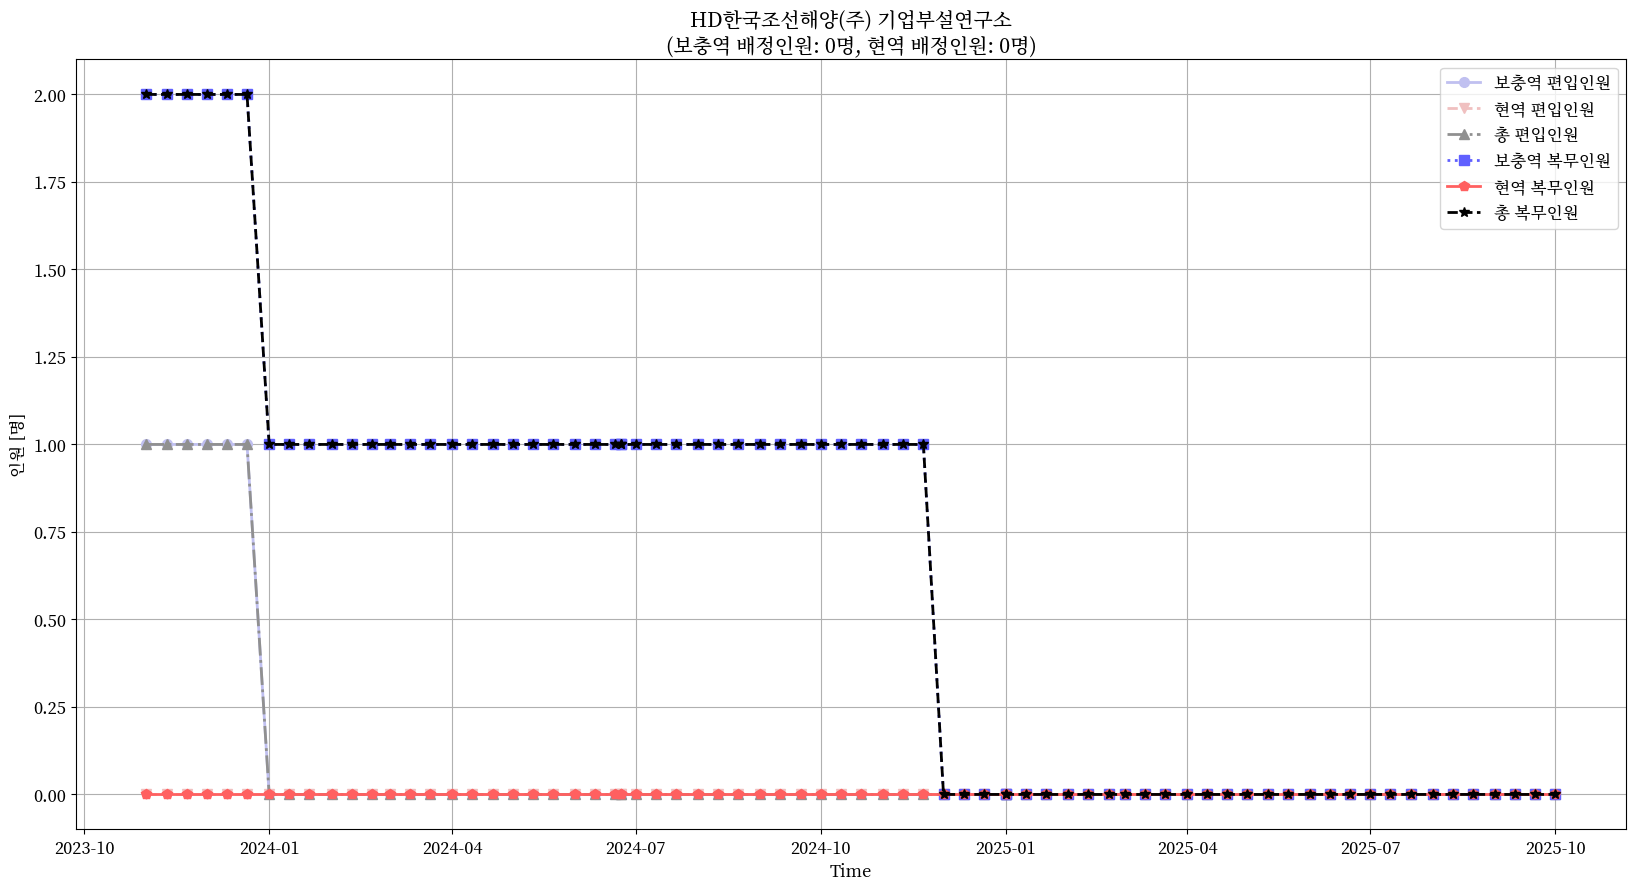 HD한국조선해양(주) 기업부설연구소
(보충역 배정인원: 0명, 현역 배정인원: 0명)
보충역 편입인원
현역 편입인원
총 편입인원
보충역 복무인원
현역 복무인원
총 복무인원
인원 [명]
2.00
1.75
1.50
1.25
1.00
0.75
0.50
0.25
0.00
2023-10 2024-01 2024-04 2024-07 2024-10 2025-01 2025-04 2025-07 2025-10
Time